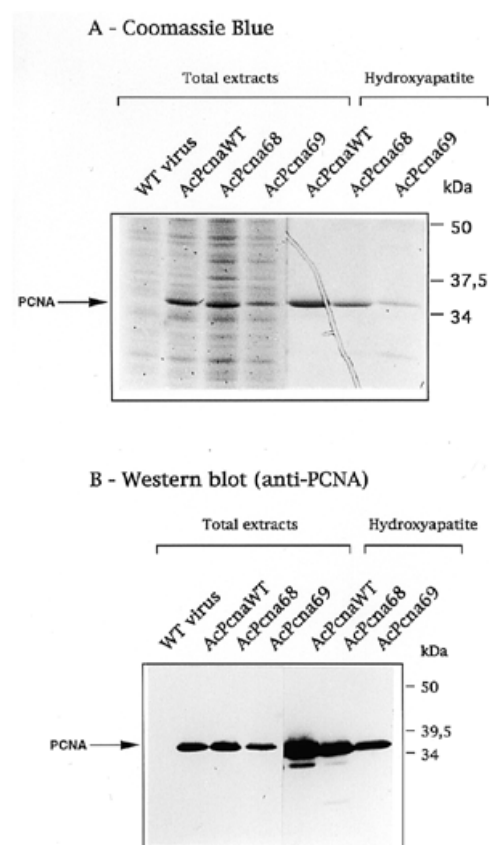 A - Coomassie Blue
Total extracts Hydroxyapatite
WT virus AcPcnaWT AcPcna68 AcPcna69 AcPcnaWT AcPcna68 AcPcna69
kDa
50
37,5
PCNA
34
B - Western blot (anti-PCNA)
Total extracts Hydroxyapatite
WT virus AcPcnaWT AcPcna68 AcPcna69 AcPcnaWT AcPcna68 AcPcna69
kDa
50
39,5
PCNA
34